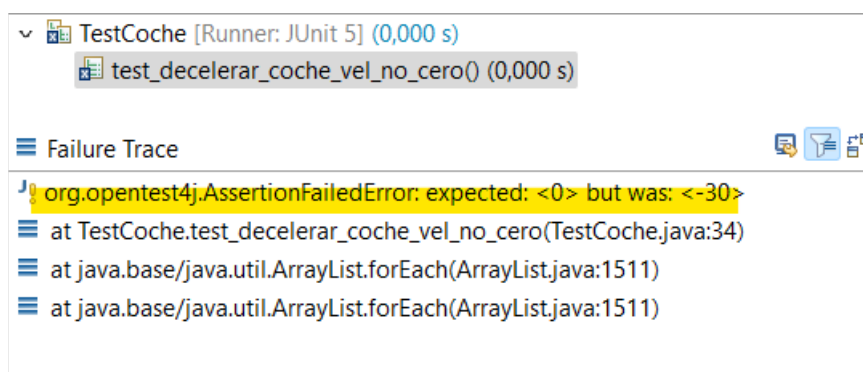 TestCoche [Runner: JUnit 5] (0,000 s)
test_decelerar_coche_vel_no_cero() (0,000 s)
Failure Trace
org.opentest4j.AssertionFailedError: expected: <0> but was: <-30>
at TestCoche.test_decelerar_coche_vel_no_cero(TestCoche.java:34)
at java.base/java.util.ArrayList.forEach(ArrayList.java:1511)
at java.base/java.util.ArrayList.forEach(ArrayList.java:1511)